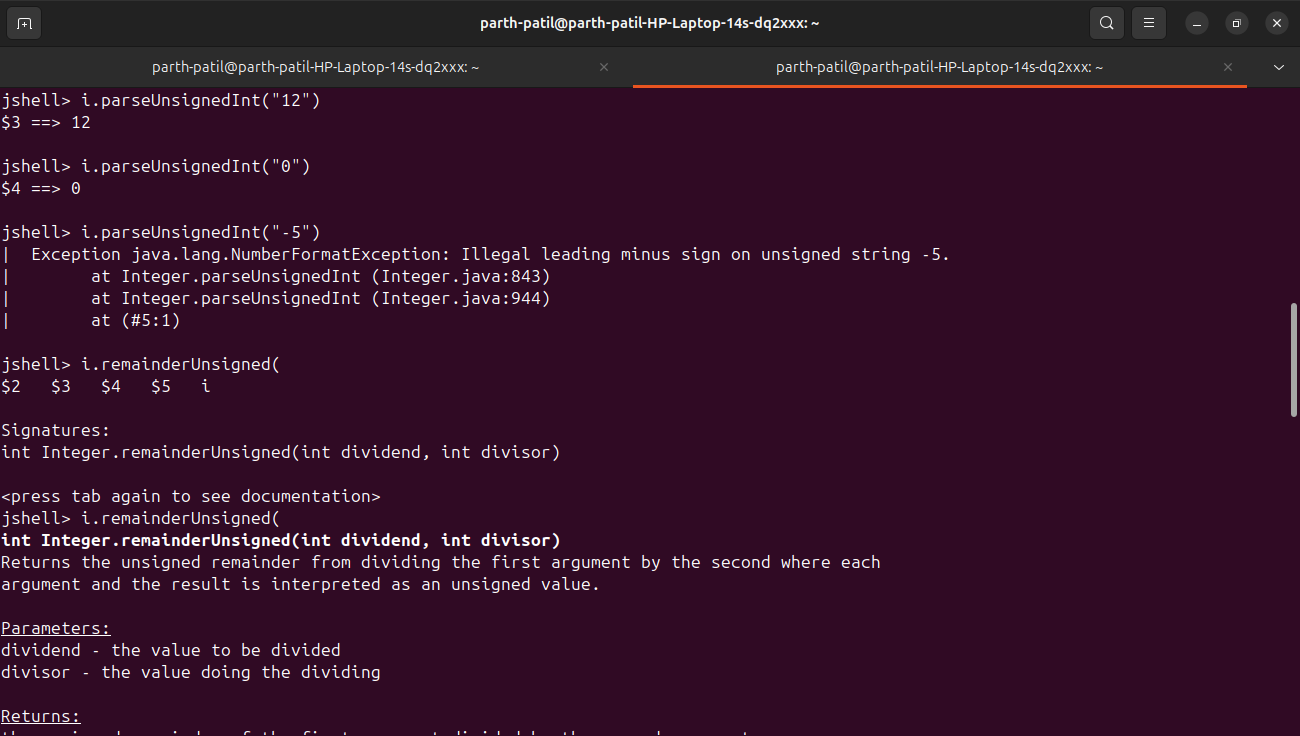 parth-patil@parth-patil-HP-Laptop-14s-dq2xxx: ~
parth-patil@parth-patil-HP-Laptop-14s-dq2xxx: ~
parth-patil@parth-patil-HP-Laptop-14s-dq2xxx: ~
jshell> i.parseUnsignedInt("12")
$3 ==> 12
jshell> i.parseUnsignedInt("0")
$4 ==> 0
jshell> i.parseUnsignedInt("-5")
|  Exception java.lang.NumberFormatException: Illegal leading minus sign on unsigned string -5.
|        at Integer.parseUnsignedInt (Integer.java:843)
|        at Integer.parseUnsignedInt (Integer.java:944)
|        at (#5:1)
jshell> i.remainderUnsigned(
$2   $3   $4   $5   i
Signatures:
int Integer.remainderUnsigned(int dividend, int divisor)
<press tab again to see documentation>
jshell> i.remainderUnsigned(
int Integer.remainderUnsigned(int dividend, int divisor)
Returns the unsigned remainder from dividing the first argument by the second where each
argument and the result is interpreted as an unsigned value.
Parameters:
dividend - the value to be divided
divisor - the value doing the dividing
Returns: